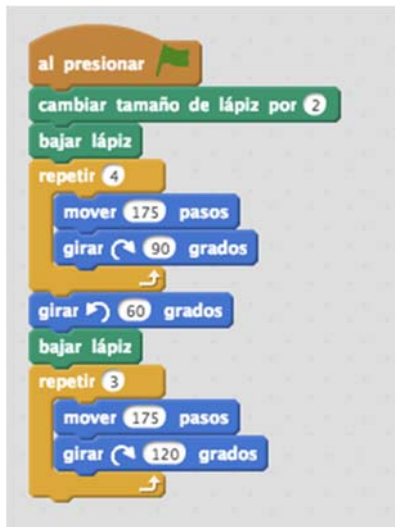 al presionar
cambiar tamaño de lápiz por 2
bajar lápiz
repetir 4
mover 175 pasos
girar 90 grados
girar 60 grados
bajar lápiz
repetir 3
mover 175 pasos
girar 120 grados